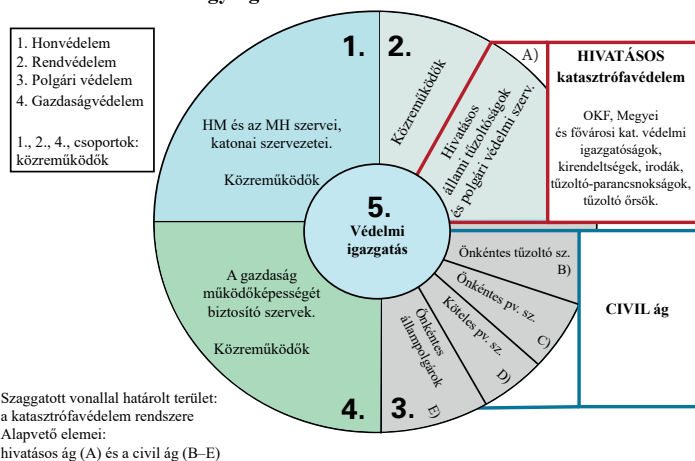 1. Honvédelem
2. Rendvédelem
3. Polgári védelem
4. Gazdaságvédelem
1., 2., 4., csoportok:
közreműködők
1.
HM és az MH szervei,
katonai szervezetei.
Közreműködők
2.
Közreműködők
A)
Hivatásos
állami tűzoltóságok
és polgári védelmi szerv.
HIVATÁSOS
katasztrófavédelem
OKF, Megyei
és fővárosi kat. védelmi
igazgatóságok,
kirendeltségek, irodák,
tűzoltó-parancsnokságok,
tűzoltó őrsök.
5.
Védelmi
igazgatás
Önkéntes tűzoltó sz.
B)
Önkéntes pv. sz.
C)
Köteles pv. sz.
D)
Önkéntes
állampolgárok
E)
3.
CIVIL ág
A gazdaság
működőképességét
biztosító szervek.
Közreműködők
4.
Szaggatott vonallal határolt terület:
a katasztrófavédelem rendszere
Alapvető elemei:
hivatásos ág (A) és a civil ág (B–E)